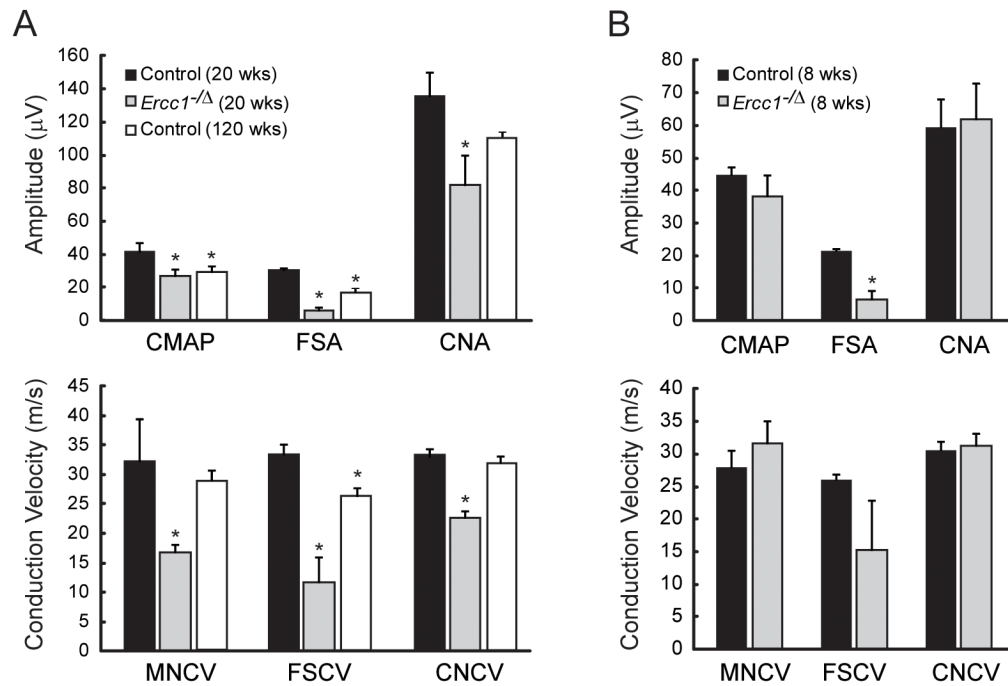 A
Amplitude (µV)
160
140
120
100
80
60
40
20
0
Control (20 wks)
Ercc1-/Δ (20 wks)
Control (120 wks)
* * * * *
CMAP FSA CNA
Conduction Velocity (m/s)
45
40
35
30
25
20
15
10
5
0
* * * *
MNCV FSCV CNCV
B
Amplitude (µV)
80
70
60
50
40
30
20
10
0
Control (8 wks)
Ercc1-/Δ (8 wks)
*
CMAP FSA CNA
Conduction Velocity (m/s)
40
35
30
25
20
15
10
5
0
MNCV FSCV CNCV